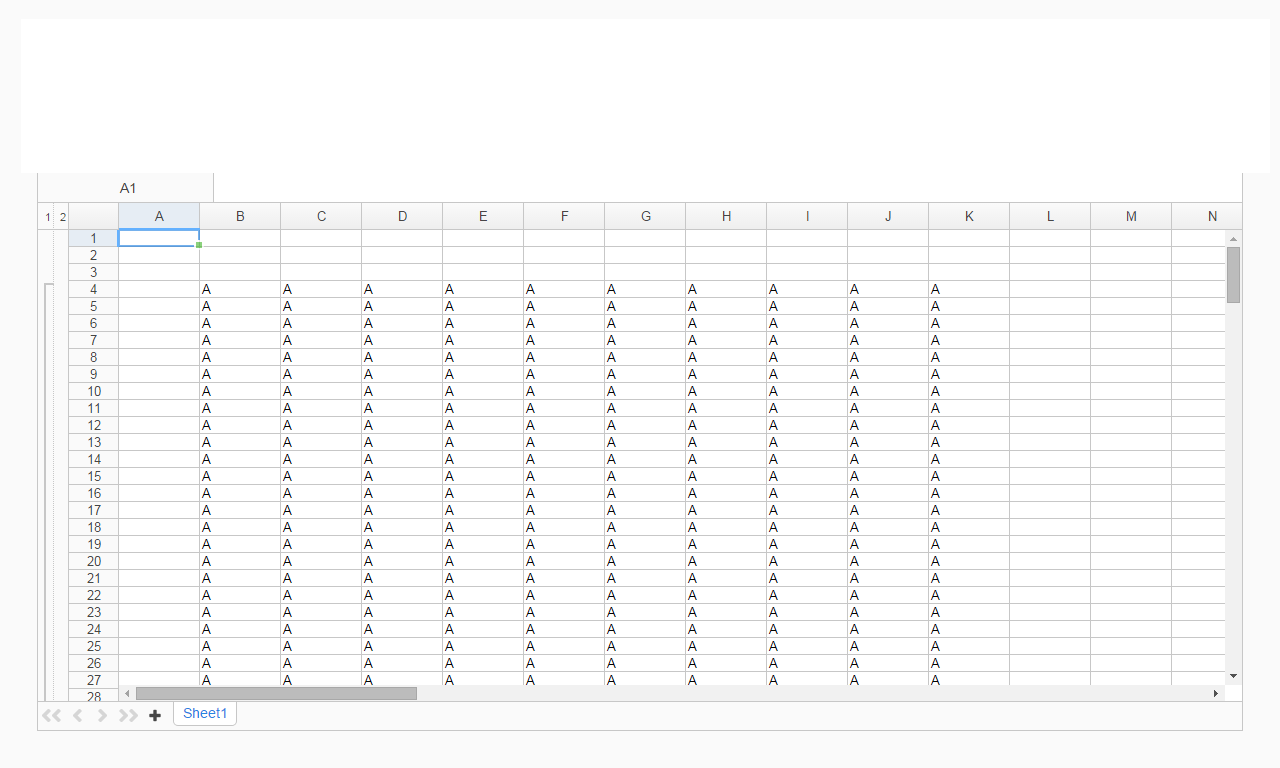 A1
1 2 A B C D E F G H I J K L M N
1
2
3
4 A A A A A A A A A A
5 A A A A A A A A A A
6 A A A A A A A A A A
7 A A A A A A A A A A
8 A A A A A A A A A A
9 A A A A A A A A A A
10 A A A A A A A A A A
11 A A A A A A A A A A
12 A A A A A A A A A A
13 A A A A A A A A A A
14 A A A A A A A A A A
15 A A A A A A A A A A
16 A A A A A A A A A A
17 A A A A A A A A A A
18 A A A A A A A A A A
19 A A A A A A A A A A
20 A A A A A A A A A A
21 A A A A A A A A A A
22 A A A A A A A A A A
23 A A A A A A A A A A
24 A A A A A A A A A A
25 A A A A A A A A A A
26 A A A A A A A A A A
27 A A A A A A A A A A
28
Sheet1